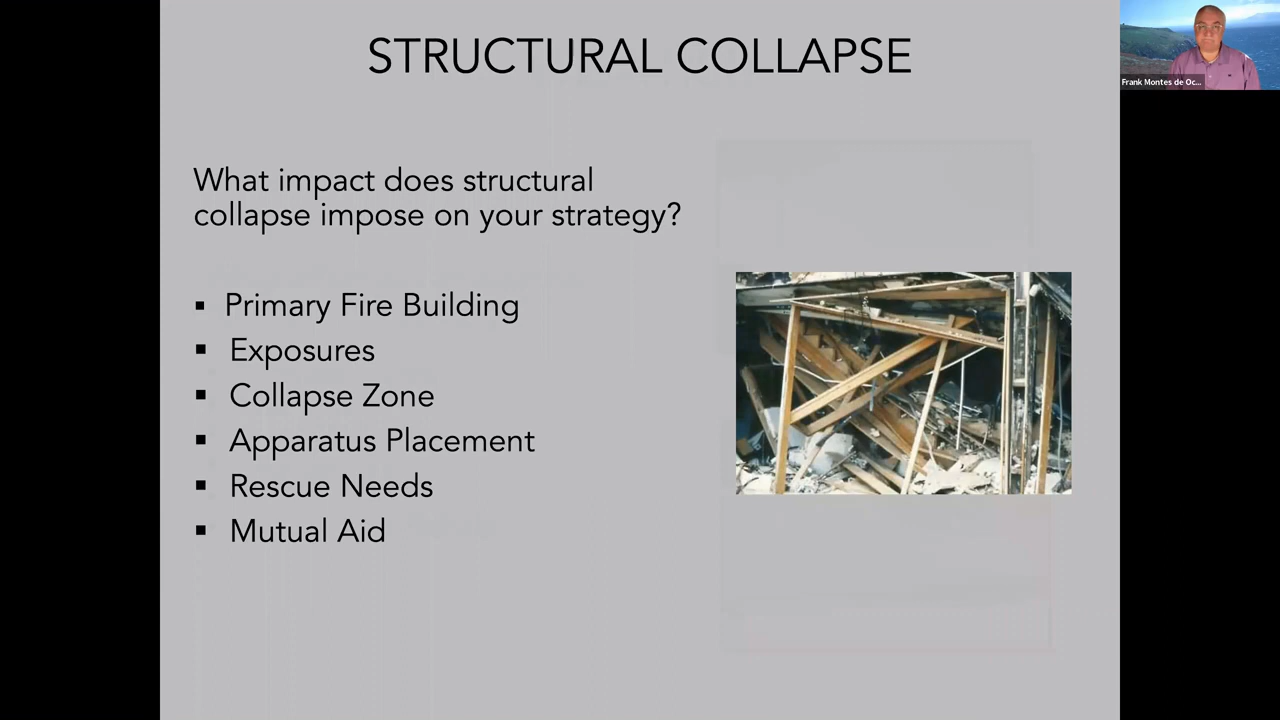 STRUCTURAL COLLAPSE
Frank Montes de Oc...
What impact does structural
collapse impose on your strategy?
▪ Primary Fire Building
▪ Exposures
▪ Collapse Zone
▪ Apparatus Placement
▪ Rescue Needs
▪ Mutual Aid